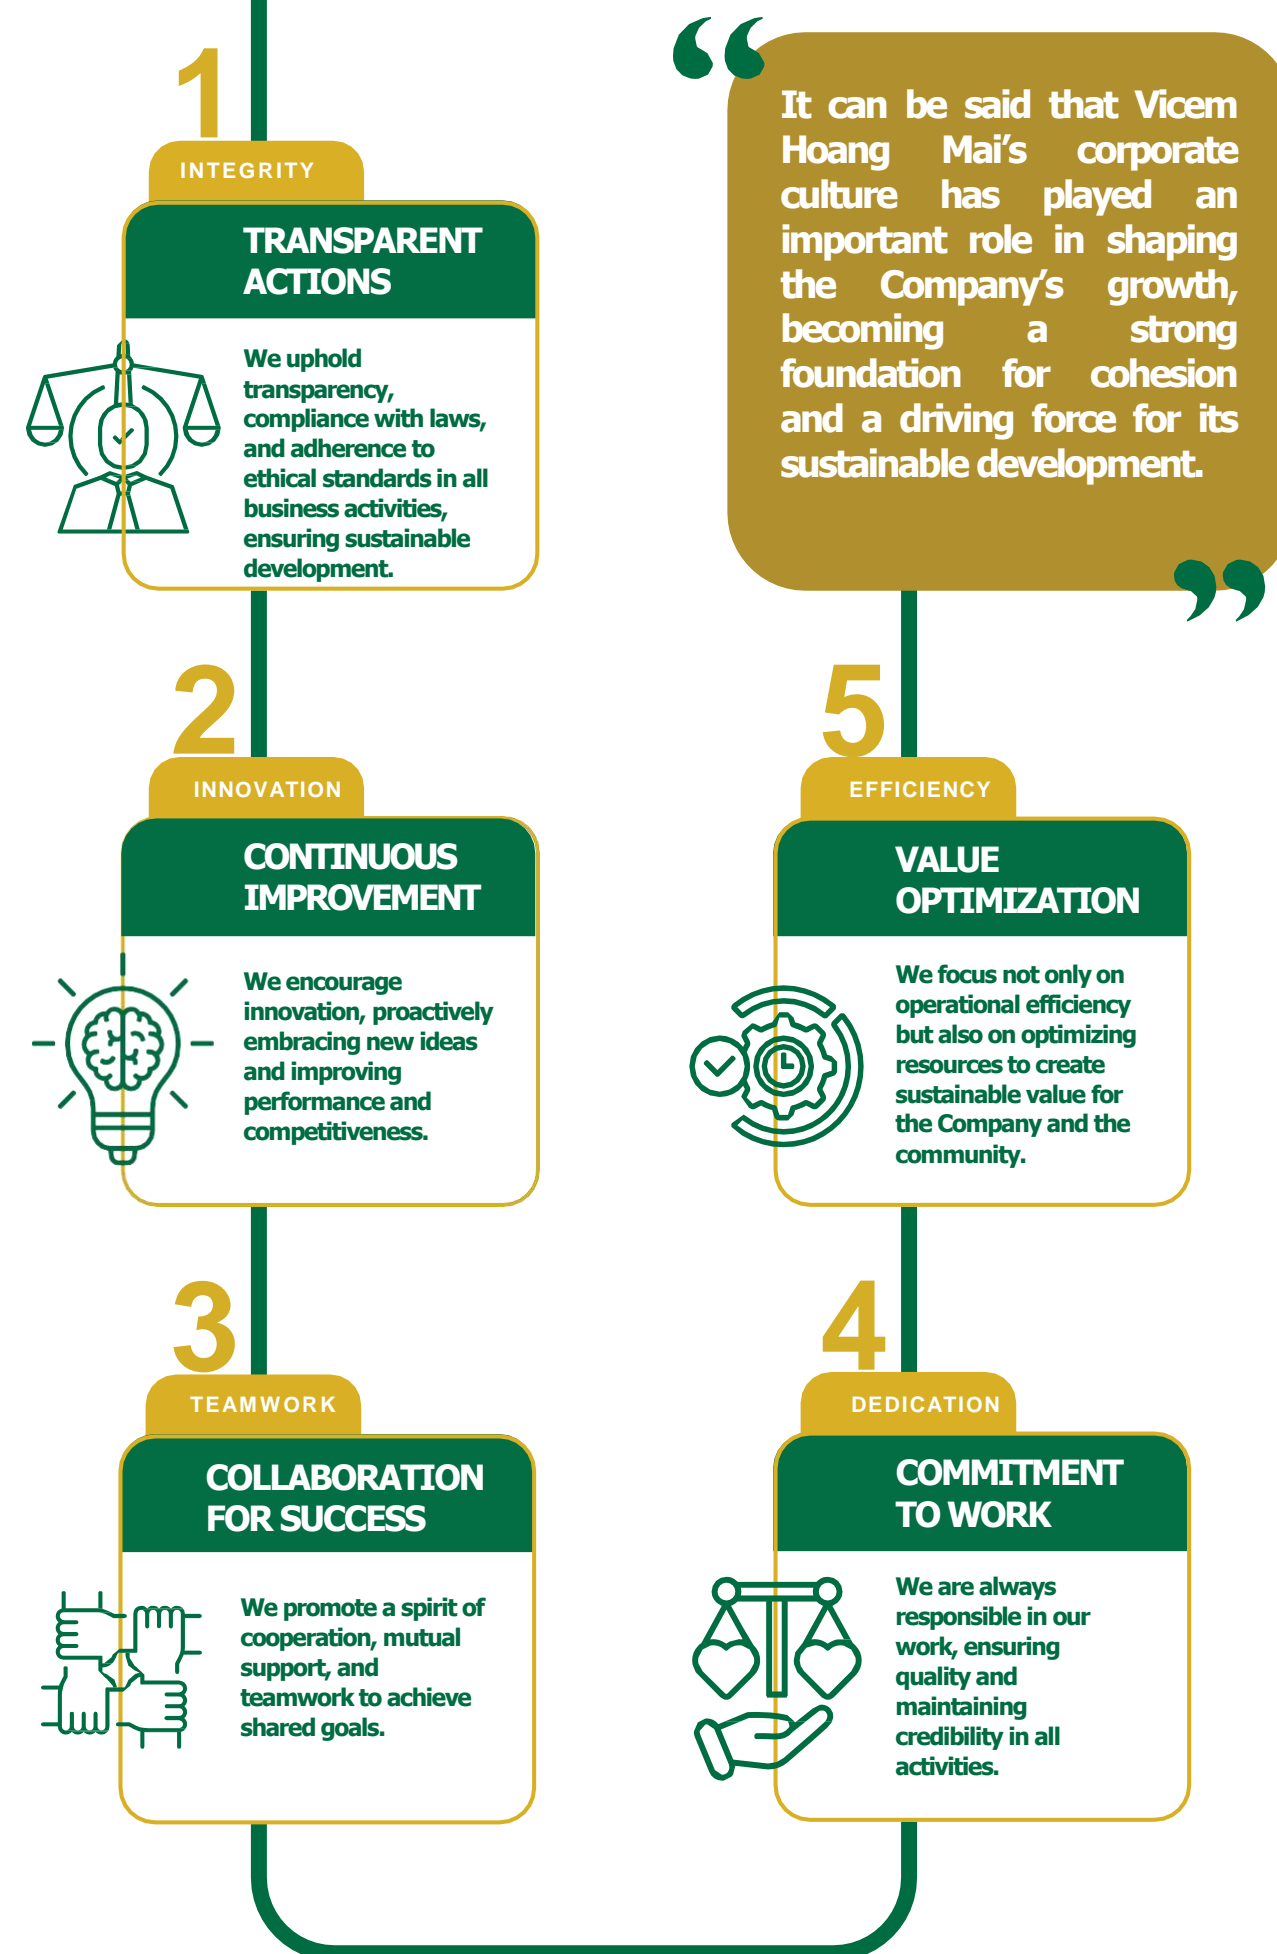 1
INTEGRITY
TRANSPARENT
ACTIONS
We uphold
transparency,
compliance with laws,
and adherence to
ethical standards in all
business activities,
ensuring sustainable
development.
2
INNOVATION
CONTINUOUS
IMPROVEMENT
We encourage
innovation, proactively
embracing new ideas
and improving
performance and
competitiveness.
3
TEAMWORK
COLLABORATION
FOR SUCCESS
We promote a spirit of
cooperation, mutual
support, and
teamwork to achieve
shared goals.
4
DEDICATION
COMMITMENT
TO WORK
We are always
responsible in our
work, ensuring
quality and
maintaining
credibility in all
activities.
5
EFFICIENCY
VALUE
OPTIMIZATION
We focus not only on
operational efficiency
but also on optimizing
resources to create
sustainable value for
the Company and the
community.
“
It can be said that Vicem
Hoang Mai’s corporate
culture has played an
important role in shaping
the Company’s growth,
becoming a strong
foundation for cohesion
and a driving force for its
sustainable development.
”